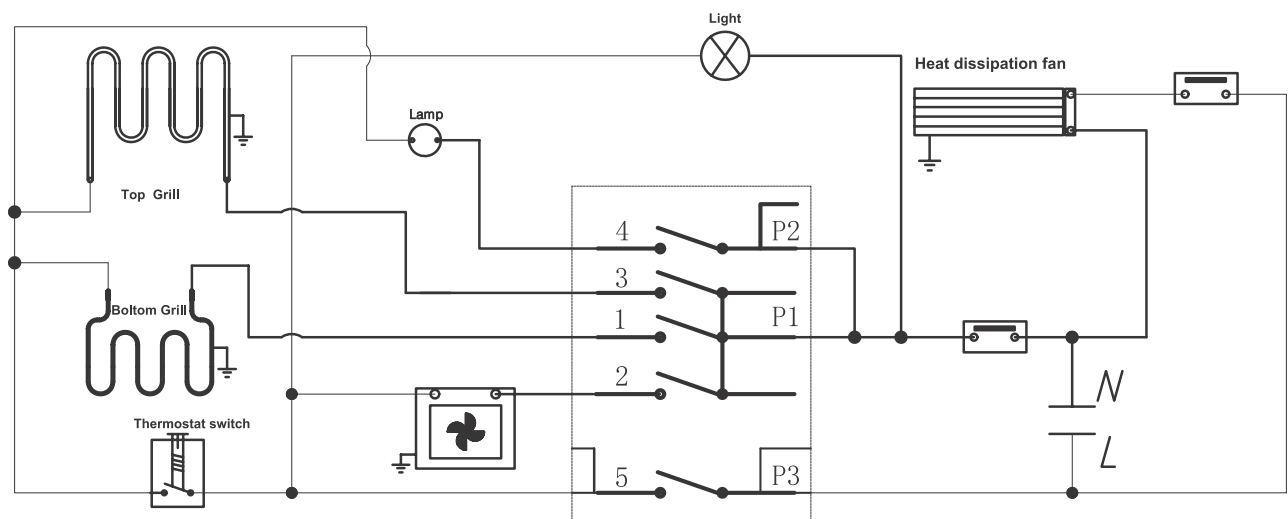 Light
Heat dissipation fan
Lamp
Top Grill
4
P2
3
Boltom Grill
1
P1
2
N
Thermostat switch
L
5
P3